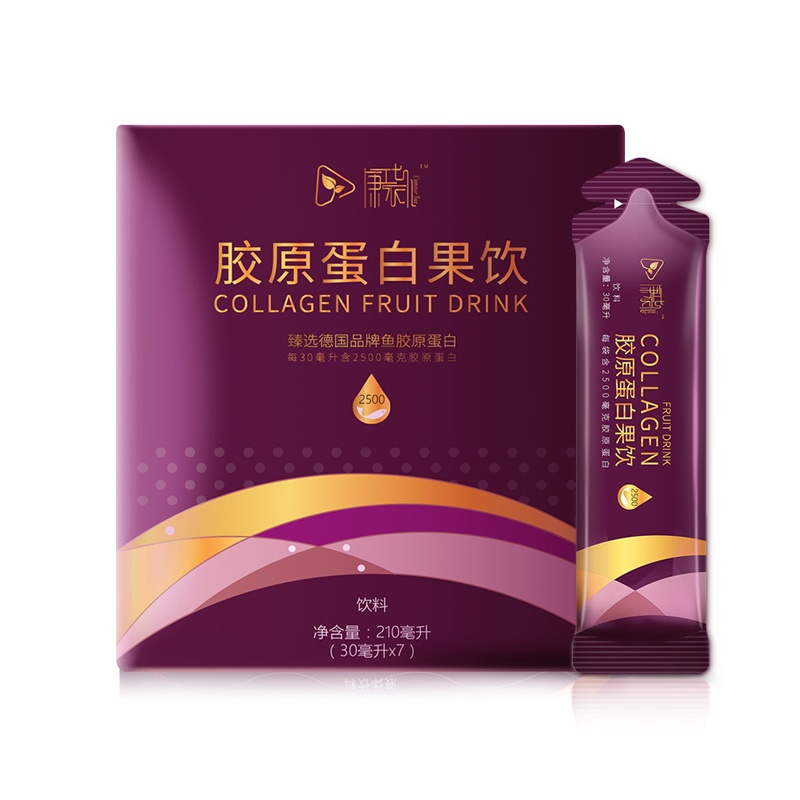 TM
胶原蛋白果饮
COLLAGEN FRUIT DRINK
臻选德国品牌鱼胶原蛋白
每30毫升含2500毫克胶原蛋白
2500
饮料
净含量：210毫升
（30毫升x7）
TM
饮料
净含量：30毫升
COLLAGEN
FRUIT DRINK
胶原蛋白果饮
每袋含2500毫克胶原蛋白
2500